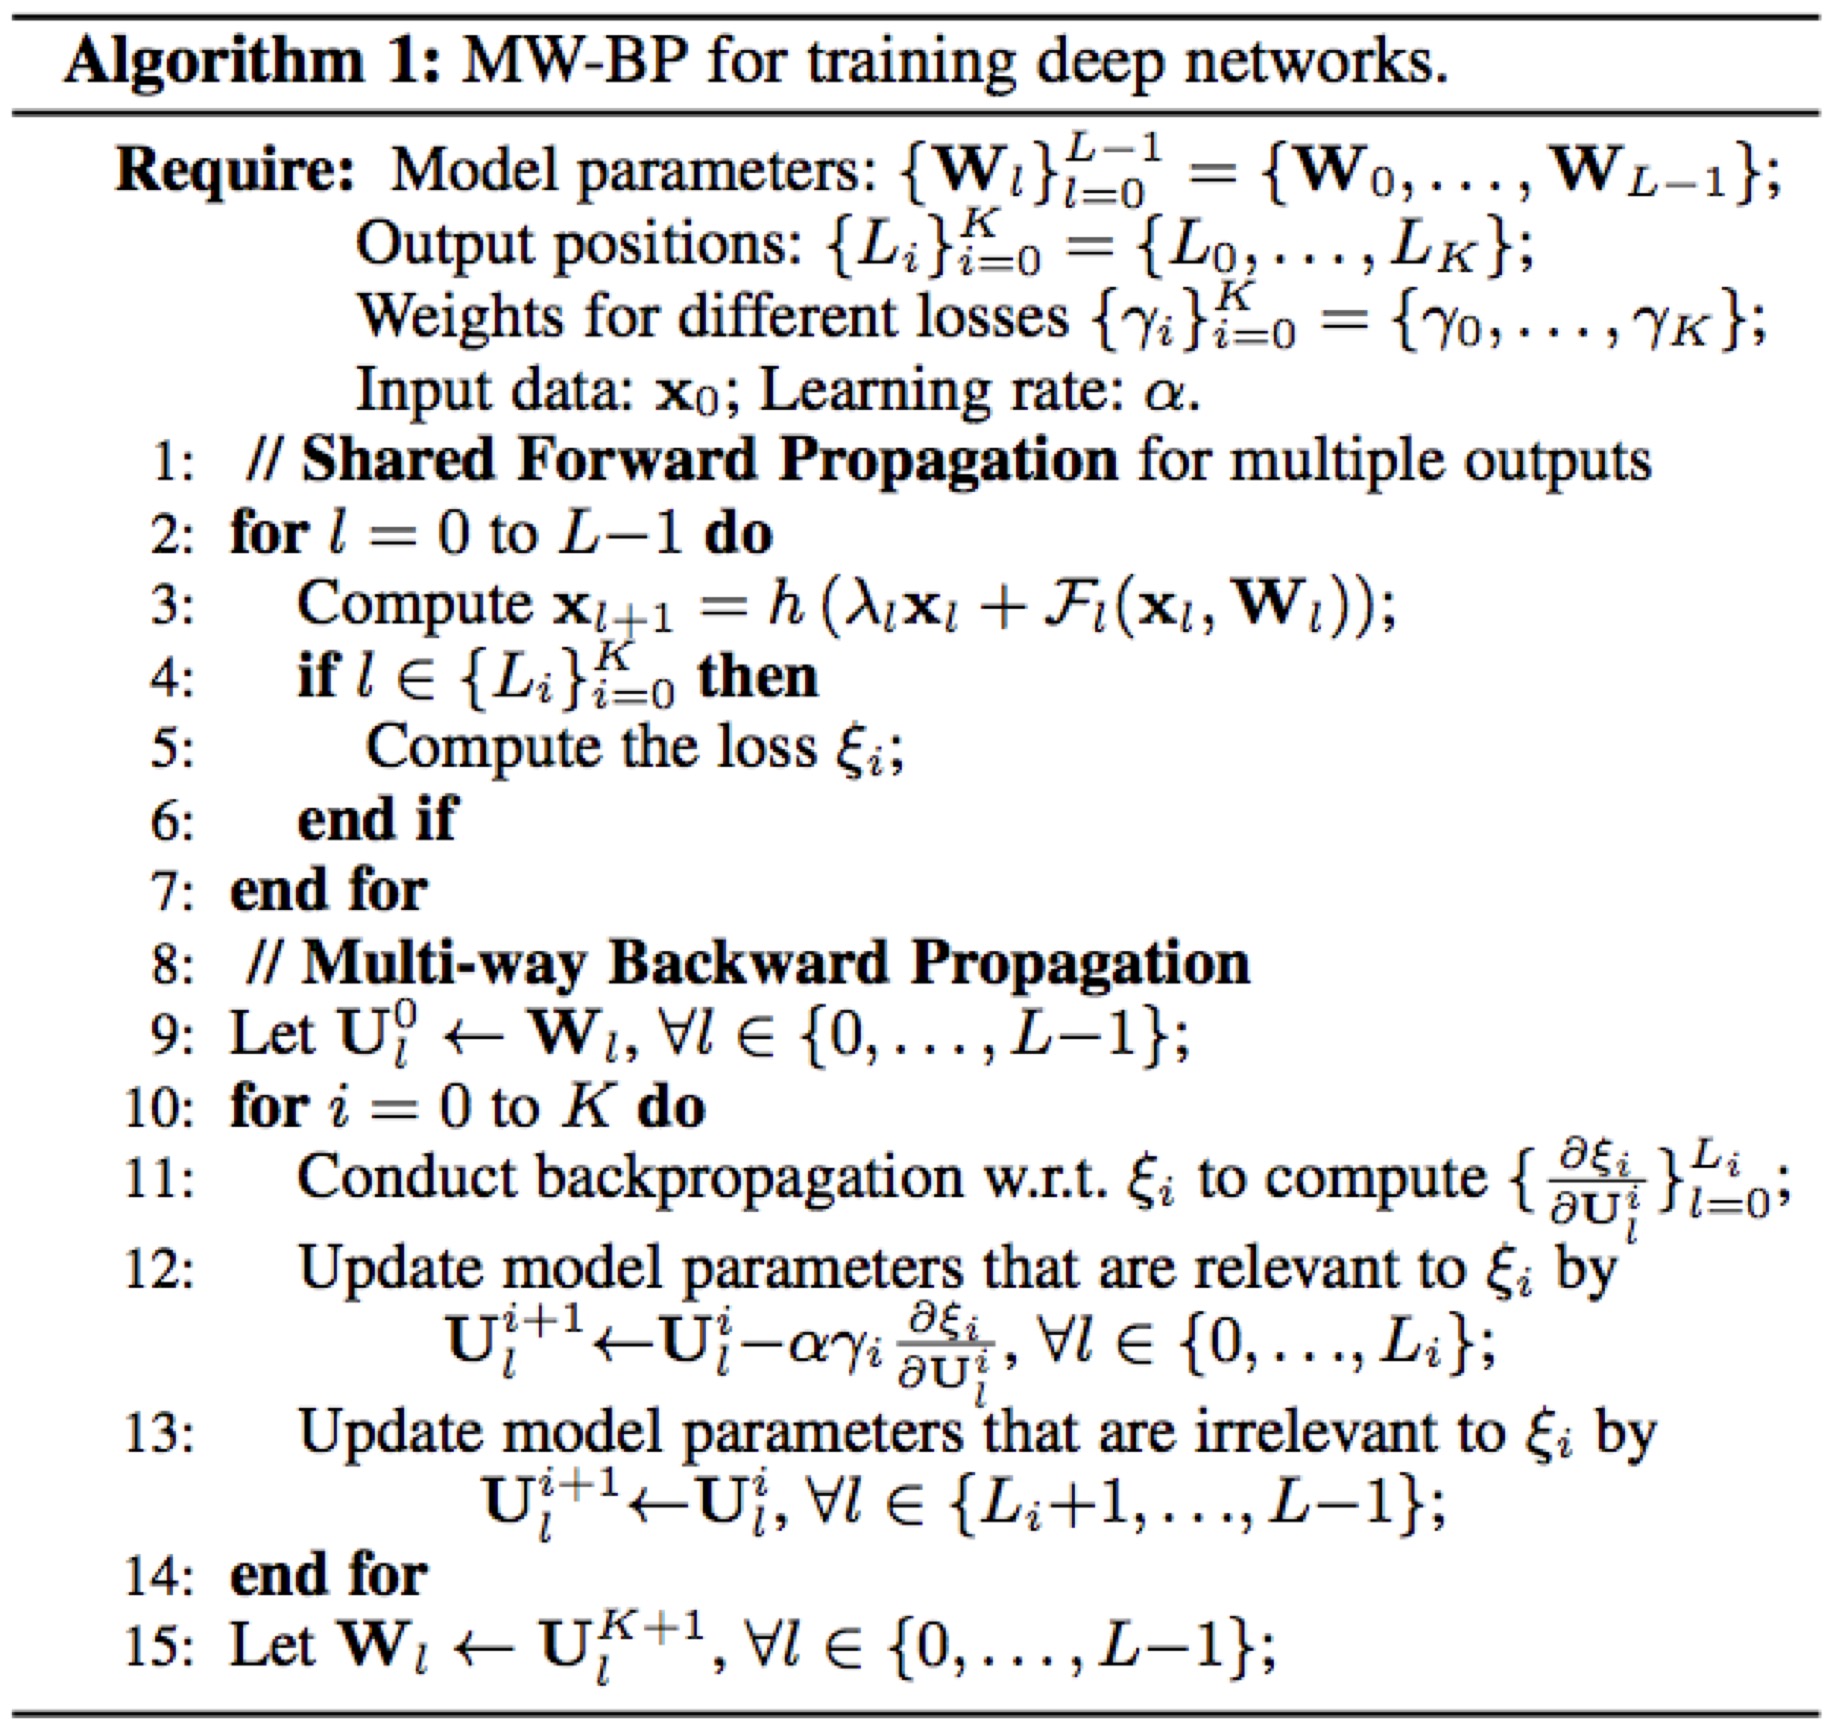 Algorithm 1: MW-BP for training deep networks.
Require: Model parameters: $\{\mathbf{W}_l\}_{l=0}^{L-1} = \{\mathbf{W}_0, \ldots, \mathbf{W}_{L-1}\}$;
Output positions: $\{L_i\}_{i=0}^{K} = \{L_0, \ldots, L_K\}$;
Weights for different losses $\{\gamma_i\}_{i=0}^{K} = \{\gamma_0, \ldots, \gamma_K\}$;
Input data: $\mathbf{x}_0$; Learning rate: $\alpha$.
1: // Shared Forward Propagation for multiple outputs
2: for $l = 0$ to $L-1$ do
3: Compute $\mathbf{x}_{l+1} = h(\lambda_l \mathbf{x}_l + \mathcal{F}_l(\mathbf{x}_l, \mathbf{W}_l))$;
4: if $l \in \{L_i\}_{i=0}^{K}$ then
5: Compute the loss $\xi_i$;
6: end if
7: end for
8: // Multi-way Backward Propagation
9: Let $\mathbf{U}_l^0 \leftarrow \mathbf{W}_l, \forall l \in \{0, \ldots, L-1\}$;
10: for $i = 0$ to $K$ do
11: Conduct backpropagation w.r.t. $\xi_i$ to compute $\{\frac{\partial \xi_i}{\partial \mathbf{U}_l^i}\}_{l=0}^{L_i}$;
12: Update model parameters that are relevant to $\xi_i$ by
$\mathbf{U}_l^{i+1} \leftarrow \mathbf{U}_l^i - \alpha\gamma_i \frac{\partial \xi_i}{\partial \mathbf{U}_l^i}, \forall l \in \{0, \ldots, L_i\}$;
13: Update model parameters that are irrelevant to $\xi_i$ by
$\mathbf{U}_l^{i+1} \leftarrow \mathbf{U}_l^i, \forall l \in \{L_i+1, \ldots, L-1\}$;
14: end for
15: Let $\mathbf{W}_l \leftarrow \mathbf{U}_l^{K+1}, \forall l \in \{0, \ldots, L-1\}$;